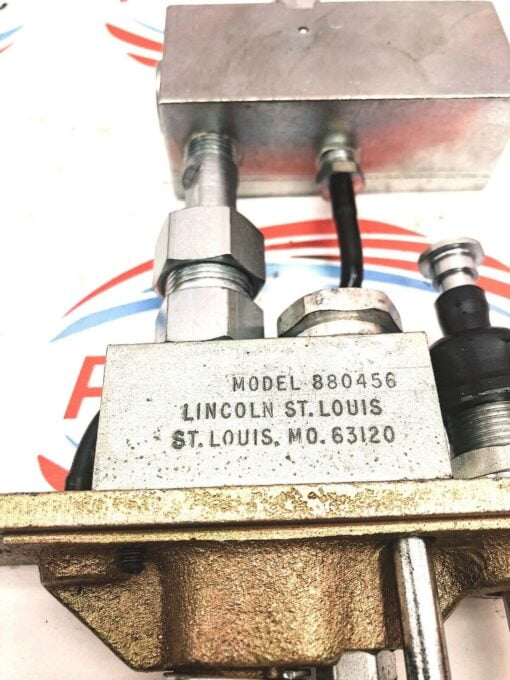 MODEL 880456
LINCOLN ST. LOUIS
ST. LOUIS, MO. 63120